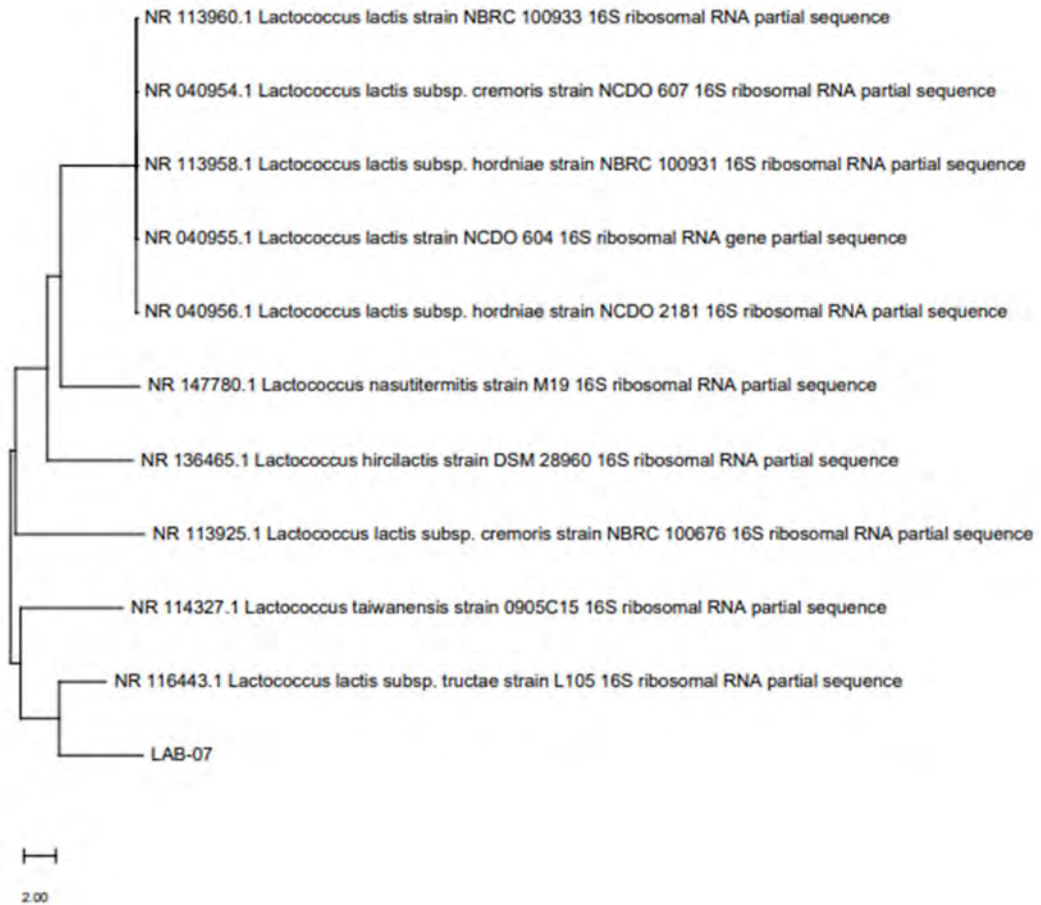 NR 113960.1 Lactococcus lactis strain NBRC 100933 16S ribosomal RNA partial sequence
NR 040954.1 Lactococcus lactis subsp. cremoris strain NCDO 607 16S ribosomal RNA partial sequence
NR 113958.1 Lactococcus lactis subsp. hordniae strain NBRC 100931 16S ribosomal RNA partial sequence
NR 040955.1 Lactococcus lactis strain NCDO 604 16S ribosomal RNA gene partial sequence
NR 040956.1 Lactococcus lactis subsp. hordniae strain NCDO 2181 16S ribosomal RNA partial sequence
NR 147780.1 Lactococcus nasutitermitis strain M19 16S ribosomal RNA partial sequence
NR 136465.1 Lactococcus hircilactis strain DSM 28960 16S ribosomal RNA partial sequence
NR 113925.1 Lactococcus lactis subsp. cremoris strain NBRC 100676 16S ribosomal RNA partial sequence
NR 114327.1 Lactococcus taiwanensis strain 0905C15 16S ribosomal RNA partial sequence
NR 116443.1 Lactococcus lactis subsp. tructae strain L105 16S ribosomal RNA partial sequence
LAB-07
2.00